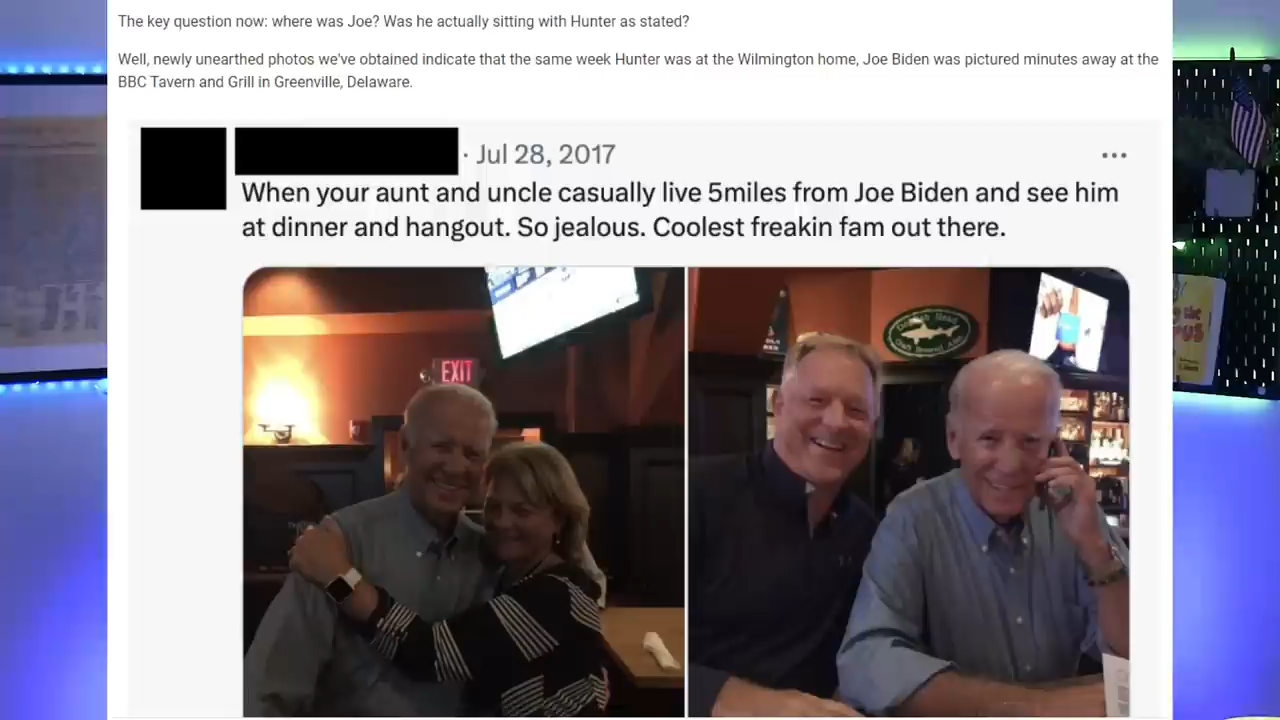 The key question now: where was Joe? Was he actually sitting with Hunter as stated?
Well, newly unearthed photos we've obtained indicate that the same week Hunter was at the Wilmington home, Joe Biden was pictured minutes away at the
BBC Tavern and Grill in Greenville, Delaware.
· Jul 28, 2017
When your aunt and uncle casually live 5miles from Joe Biden and see him
at dinner and hangout. So jealous. Coolest freakin fam out there.
EXIT
Dogfish Head